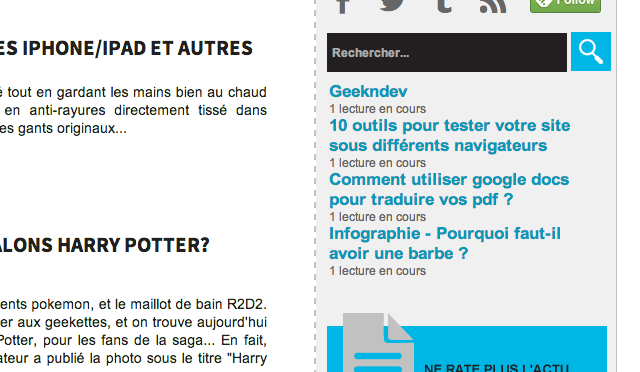 ES IPHONE/IPAD ET AUTRES
é tout en gardant les mains bien au chaud
en anti-rayures directement tissé dans
es gants originaux...
ALONS HARRY POTTER?
ents pokemon, et le maillot de bain R2D2.
er aux geekettes, et on trouve aujourd'hui
Potter, pour les fans de la saga... En fait,
ateur a publié la photo sous le titre "Harry
Follow
Rechercher...
Geekndev
1 lecture en cours
10 outils pour tester votre site
sous différents navigateurs
1 lecture en cours
Comment utiliser google docs
pour traduire vos pdf ?
1 lecture en cours
Infographie - Pourquoi faut-il
avoir une barbe ?
1 lecture en cours
NE RATE PLUS L'ACTU